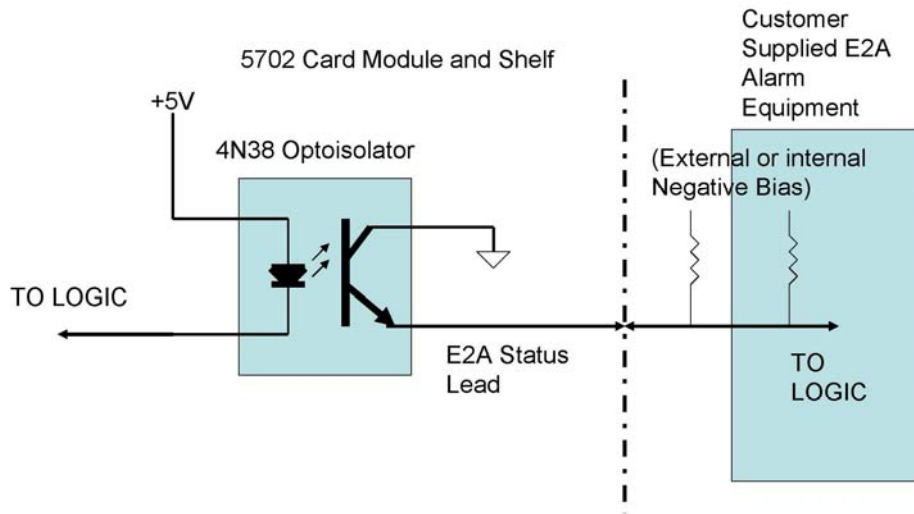 Customer
Supplied E2A
Alarm
Equipment
5702 Card Module and Shelf
+5V
4N38 Optoisolator
(External or internal
Negative Bias)
TO LOGIC
E2A Status
Lead
TO
LOGIC